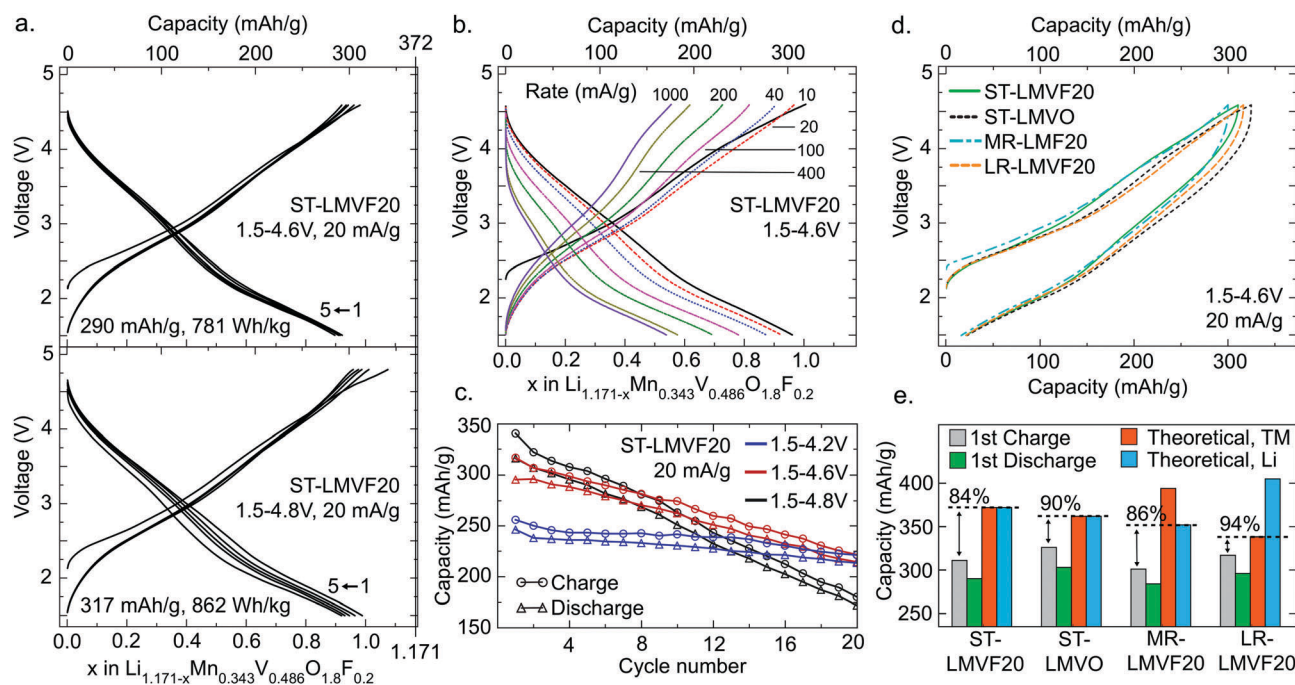 a.
Capacity (mAh/g)
0 100 200 300 372
5
4
3
2
Voltage (V)
ST-LMVF20
1.5-4.6V, 20 mA/g
5←1
290 mAh/g, 781 Wh/kg
5
4
3
2
Voltage (V)
ST-LMVF20
1.5-4.8V, 20 mA/g
5←1
317 mAh/g, 862 Wh/kg
0.0 0.2 0.4 0.6 0.8 1.0 1.171
x in Li1.171-xMn0.343V0.486O1.8F0.2
b.
Capacity (mAh/g)
0 100 200 300
5
4
3
2
Voltage (V)
Rate (mA/g) 1000 200 40 10
20
100
400
ST-LMVF20
1.5-4.6V
0.0 0.2 0.4 0.6 0.8 1.0
x in Li1.171-xMn0.343V0.486O1.8F0.2
c.
350
300
250
200
150
Capacity (mAh/g)
ST-LMVF20
20 mA/g
1.5-4.2V
1.5-4.6V
1.5-4.8V
Charge
Discharge
4 8 12 16 20
Cycle number
d.
Capacity (mAh/g)
0 100 200 300
5
4
3
2
Voltage (V)
ST-LMVF20
ST-LMVO
MR-LMF20
LR-LMVF20
1.5-4.6V
20 mA/g
0 100 200 300
Capacity (mAh/g)
e.
1st Charge
1st Discharge
Theoretical, TM
Theoretical, Li
400
350
300
250
Capacity (mAh/g)
84%
90%
86%
94%
ST- ST- MR- LR-
LMVF20 LMVO LMVF20 LMVF20